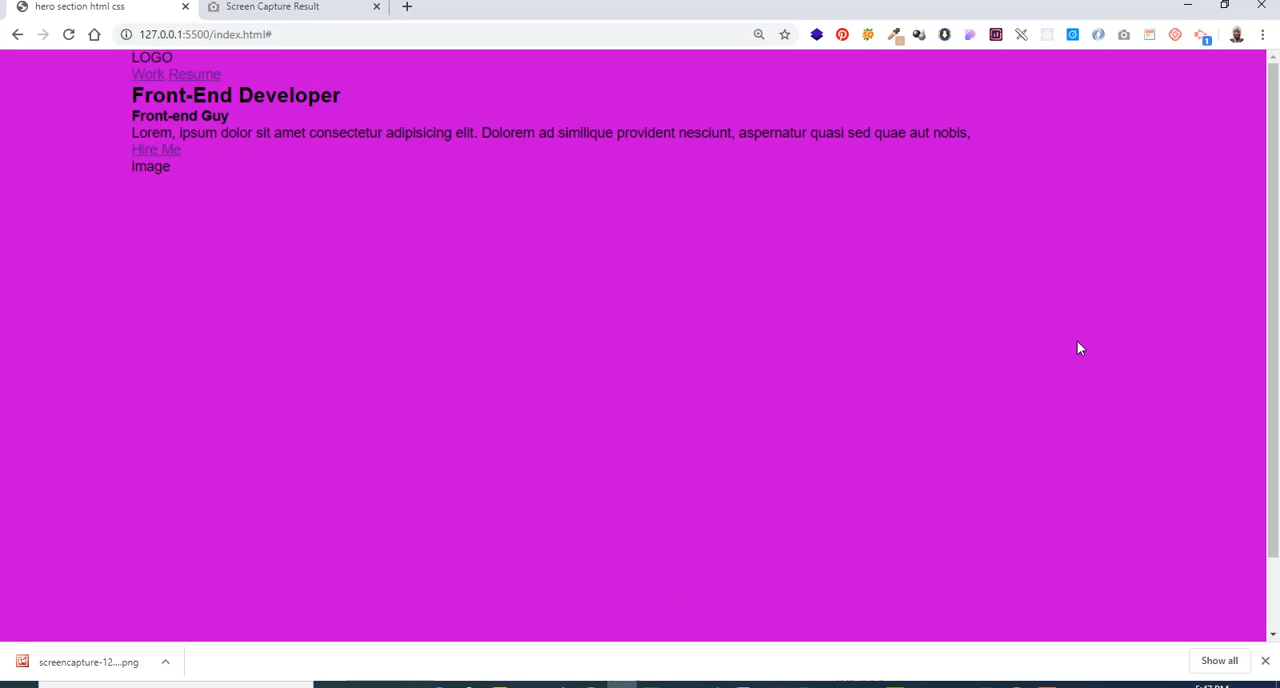 hero section html css
Screen Capture Result
127.0.0.1:5500/index.html#
1
LOGO
Work Resume
Front-End Developer
Front-end Guy
Lorem, ipsum dolor sit amet consectetur adipisicing elit. Dolorem ad similique provident nesciunt, aspernatur quasi sed quae aut nobis,
Hire Me
image
screencapture-12....png
Show all